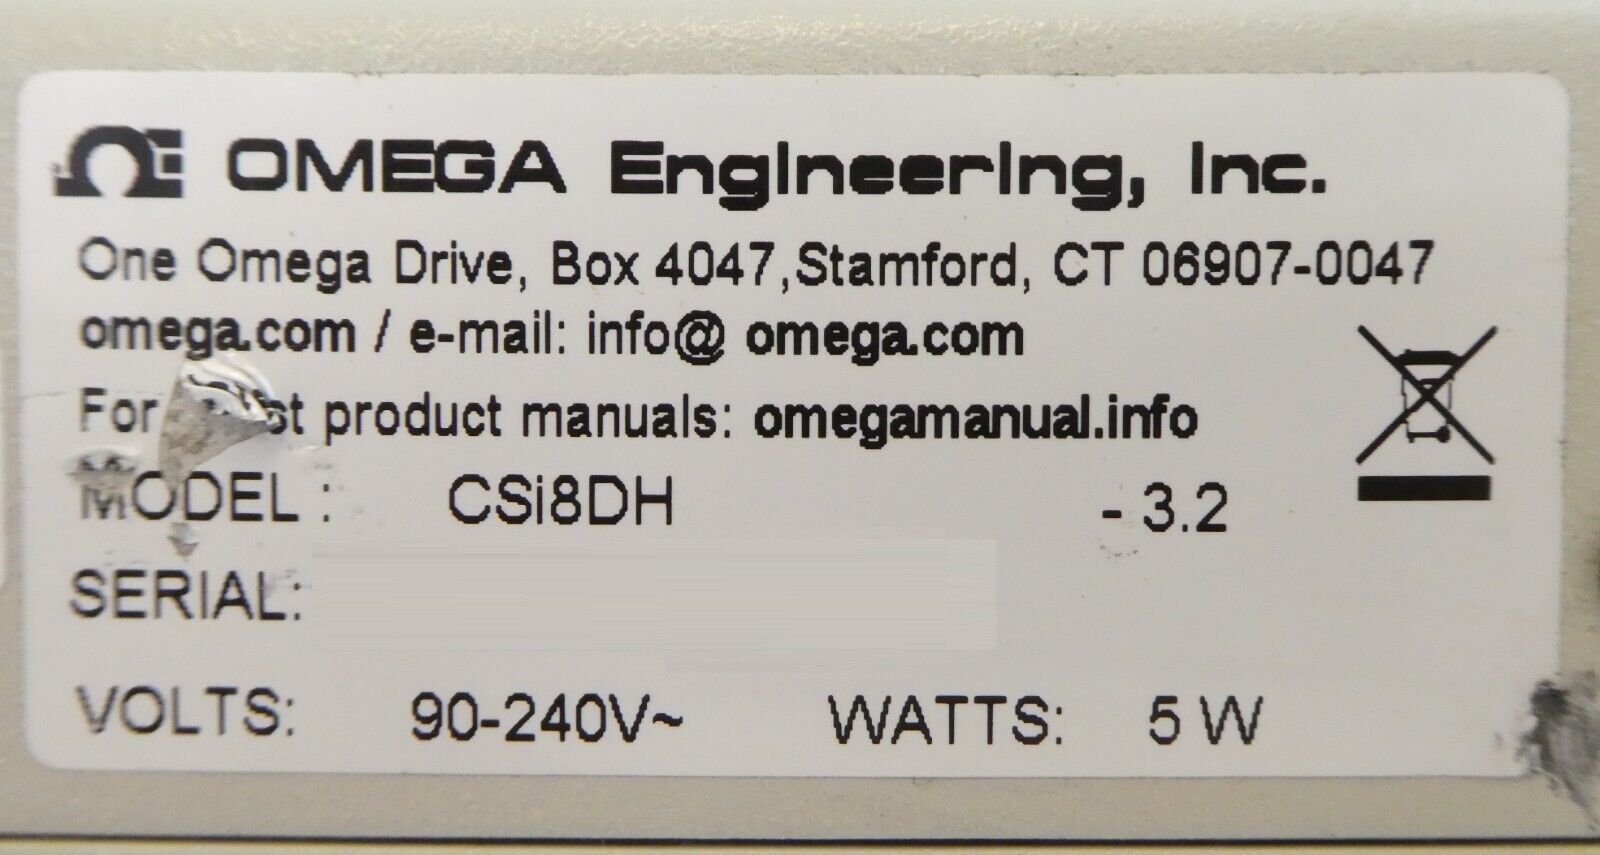 OMEGA Engineering, Inc.
One Omega Drive, Box 4047,Stamford, CT 06907-0047
omega.com / e-mail: info@ omega.com
For product manuals: omegamanual.info
MODEL : CSi8DH - 3.2
SERIAL:
VOLTS: 90-240V~ WATTS: 5 W